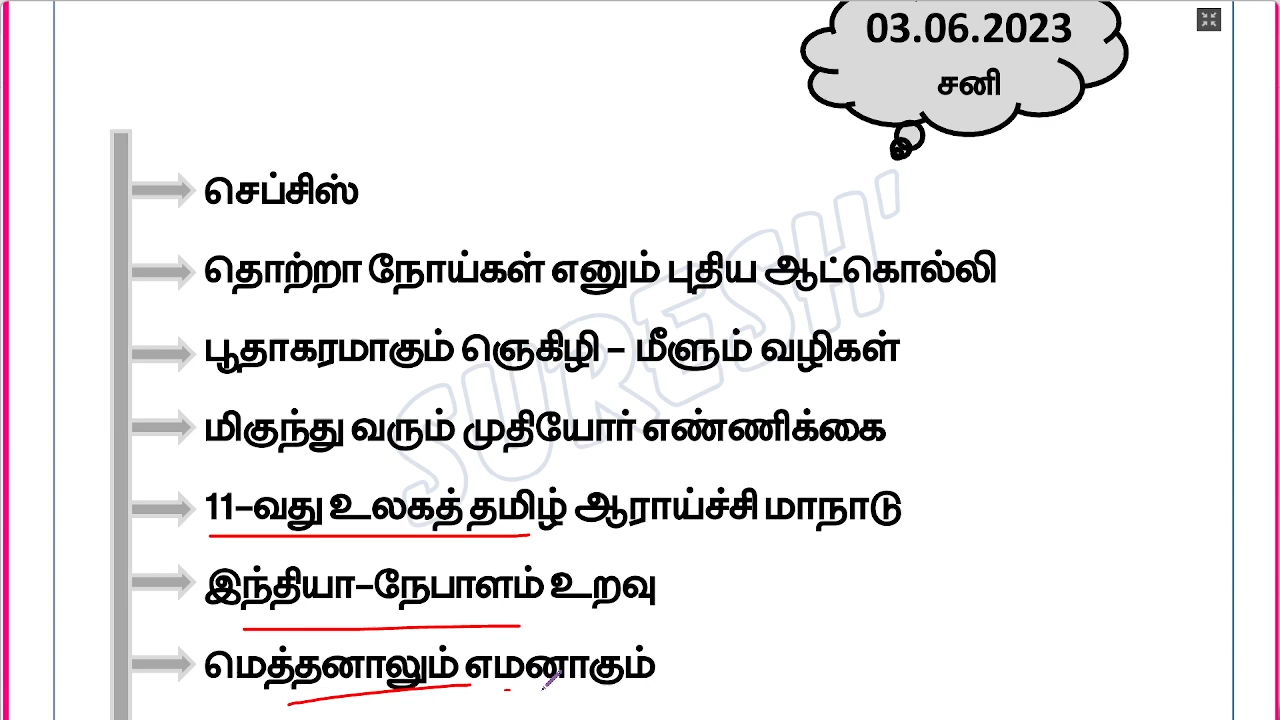 03.06.2023
சனி
செப்சிஸ்
தொற்றா நோய்கள் எனும் புதிய ஆட்கொல்லி
பூதாகரமாகும் ஞெகிழி – மீளும் வழிகள்
மிகுந்து வரும் முதியோர் எண்ணிக்கை
11-வது உலகத் தமிழ் ஆராய்ச்சி மாநாடு
இந்தியா-நேபாளம் உறவு
மெத்தனாலும் எமனாகும்
SURESH'